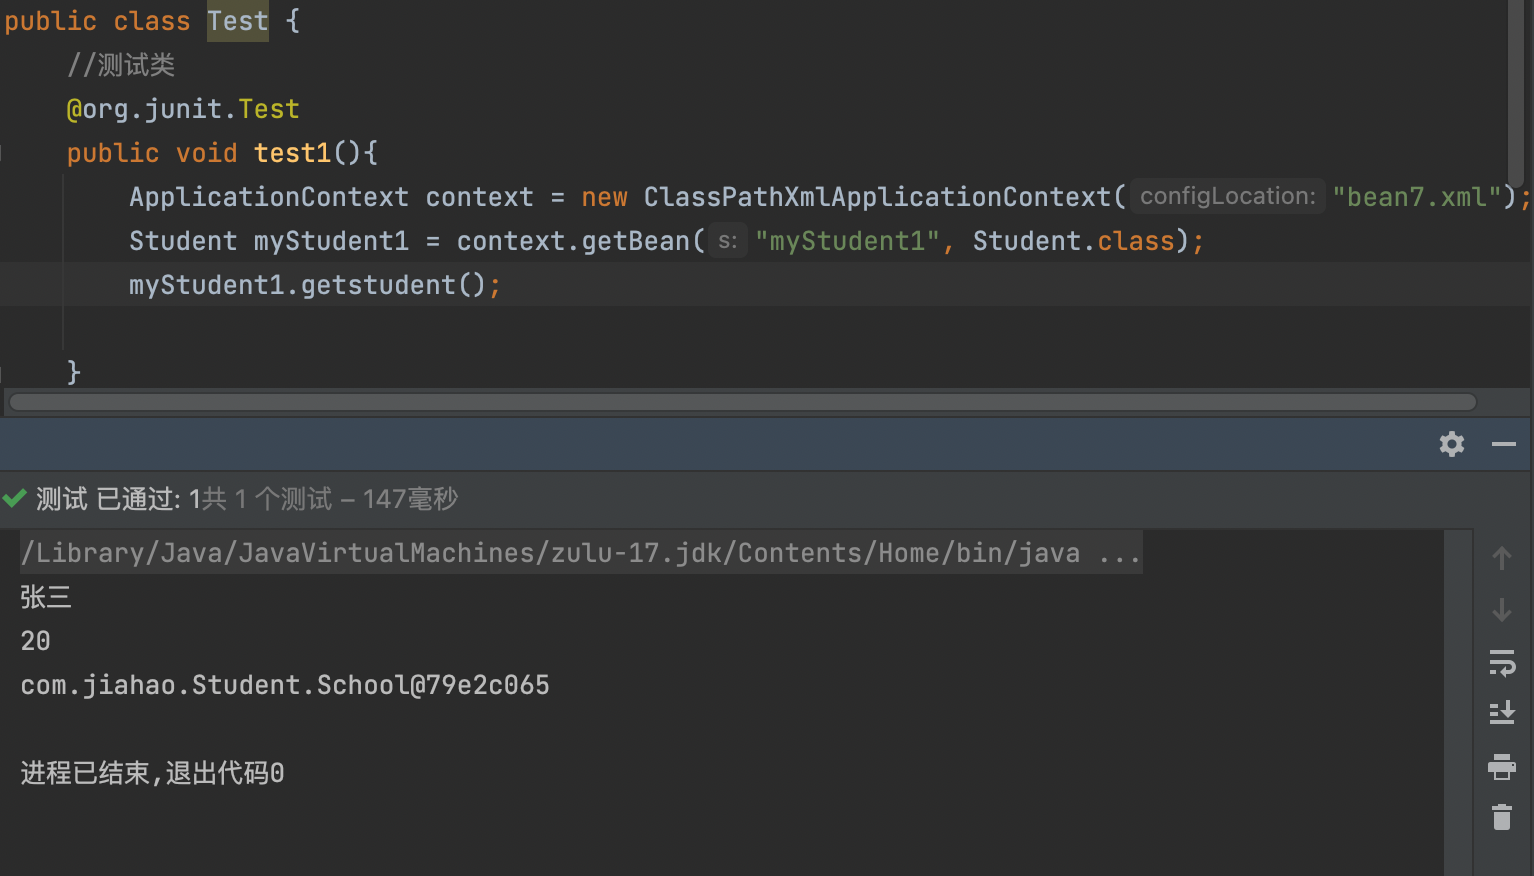 public class Test {
//测试类
@org.junit.Test
public void test1(){
ApplicationContext context = new ClassPathXmlApplicationContext( configLocation: "bean7.xml");
Student myStudent1 = context.getBean( s: "myStudent1", Student.class);
myStudent1.getstudent();
}
测试 已通过: 1共 1 个测试 – 147毫秒
/Library/Java/JavaVirtualMachines/zulu-17.jdk/Contents/Home/bin/java ...
张三
20
com.jiahao.Student.School@79e2c065
进程已结束,退出代码0